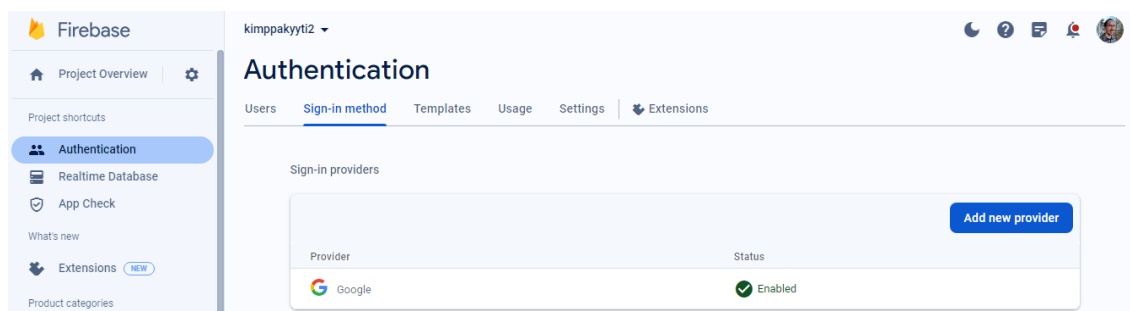 Firebase
kimppakyyti2
Project Overview
Authentication
Users Sign-in method Templates Usage Settings Extensions
Project shortcuts
Authentication
Realtime Database
App Check
What's new
Extensions NEW
Product categories
Sign-in providers
Add new provider
Provider Status
Google Enabled